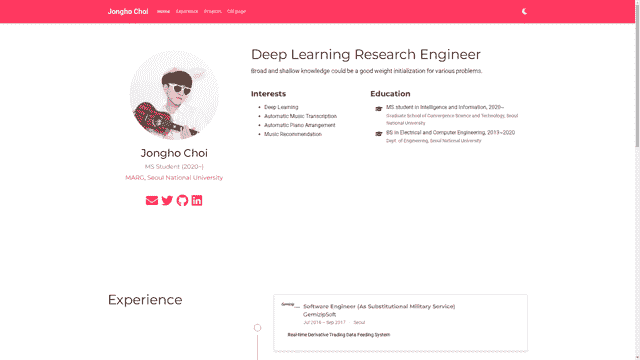 Jongho Choi
Home Experience Projects Old page
Deep Learning Research Engineer
Broad and shallow knowledge could be a good weight initialization for various problems.
Interests
Deep Learning
Automatic Music Transcription
Automatic Piano Arrangement
Music Recommendation
Education
MS student in Intelligence and Information, 2020~
Graduate School of Convergence Science and Technology, Seoul
National University
BS in Electrical and Computer Engineering, 2013~2020
Dept. of Engineering, Seoul National University
Jongho Choi
MS Student (2020~)
MARG, Seoul National University
Experience
Software Engineer (As Substitutional Military Service)
GemizipSoft
Jul 2016 – Sep 2017 Seoul
Real-time Derivative Trading Data Feeding System